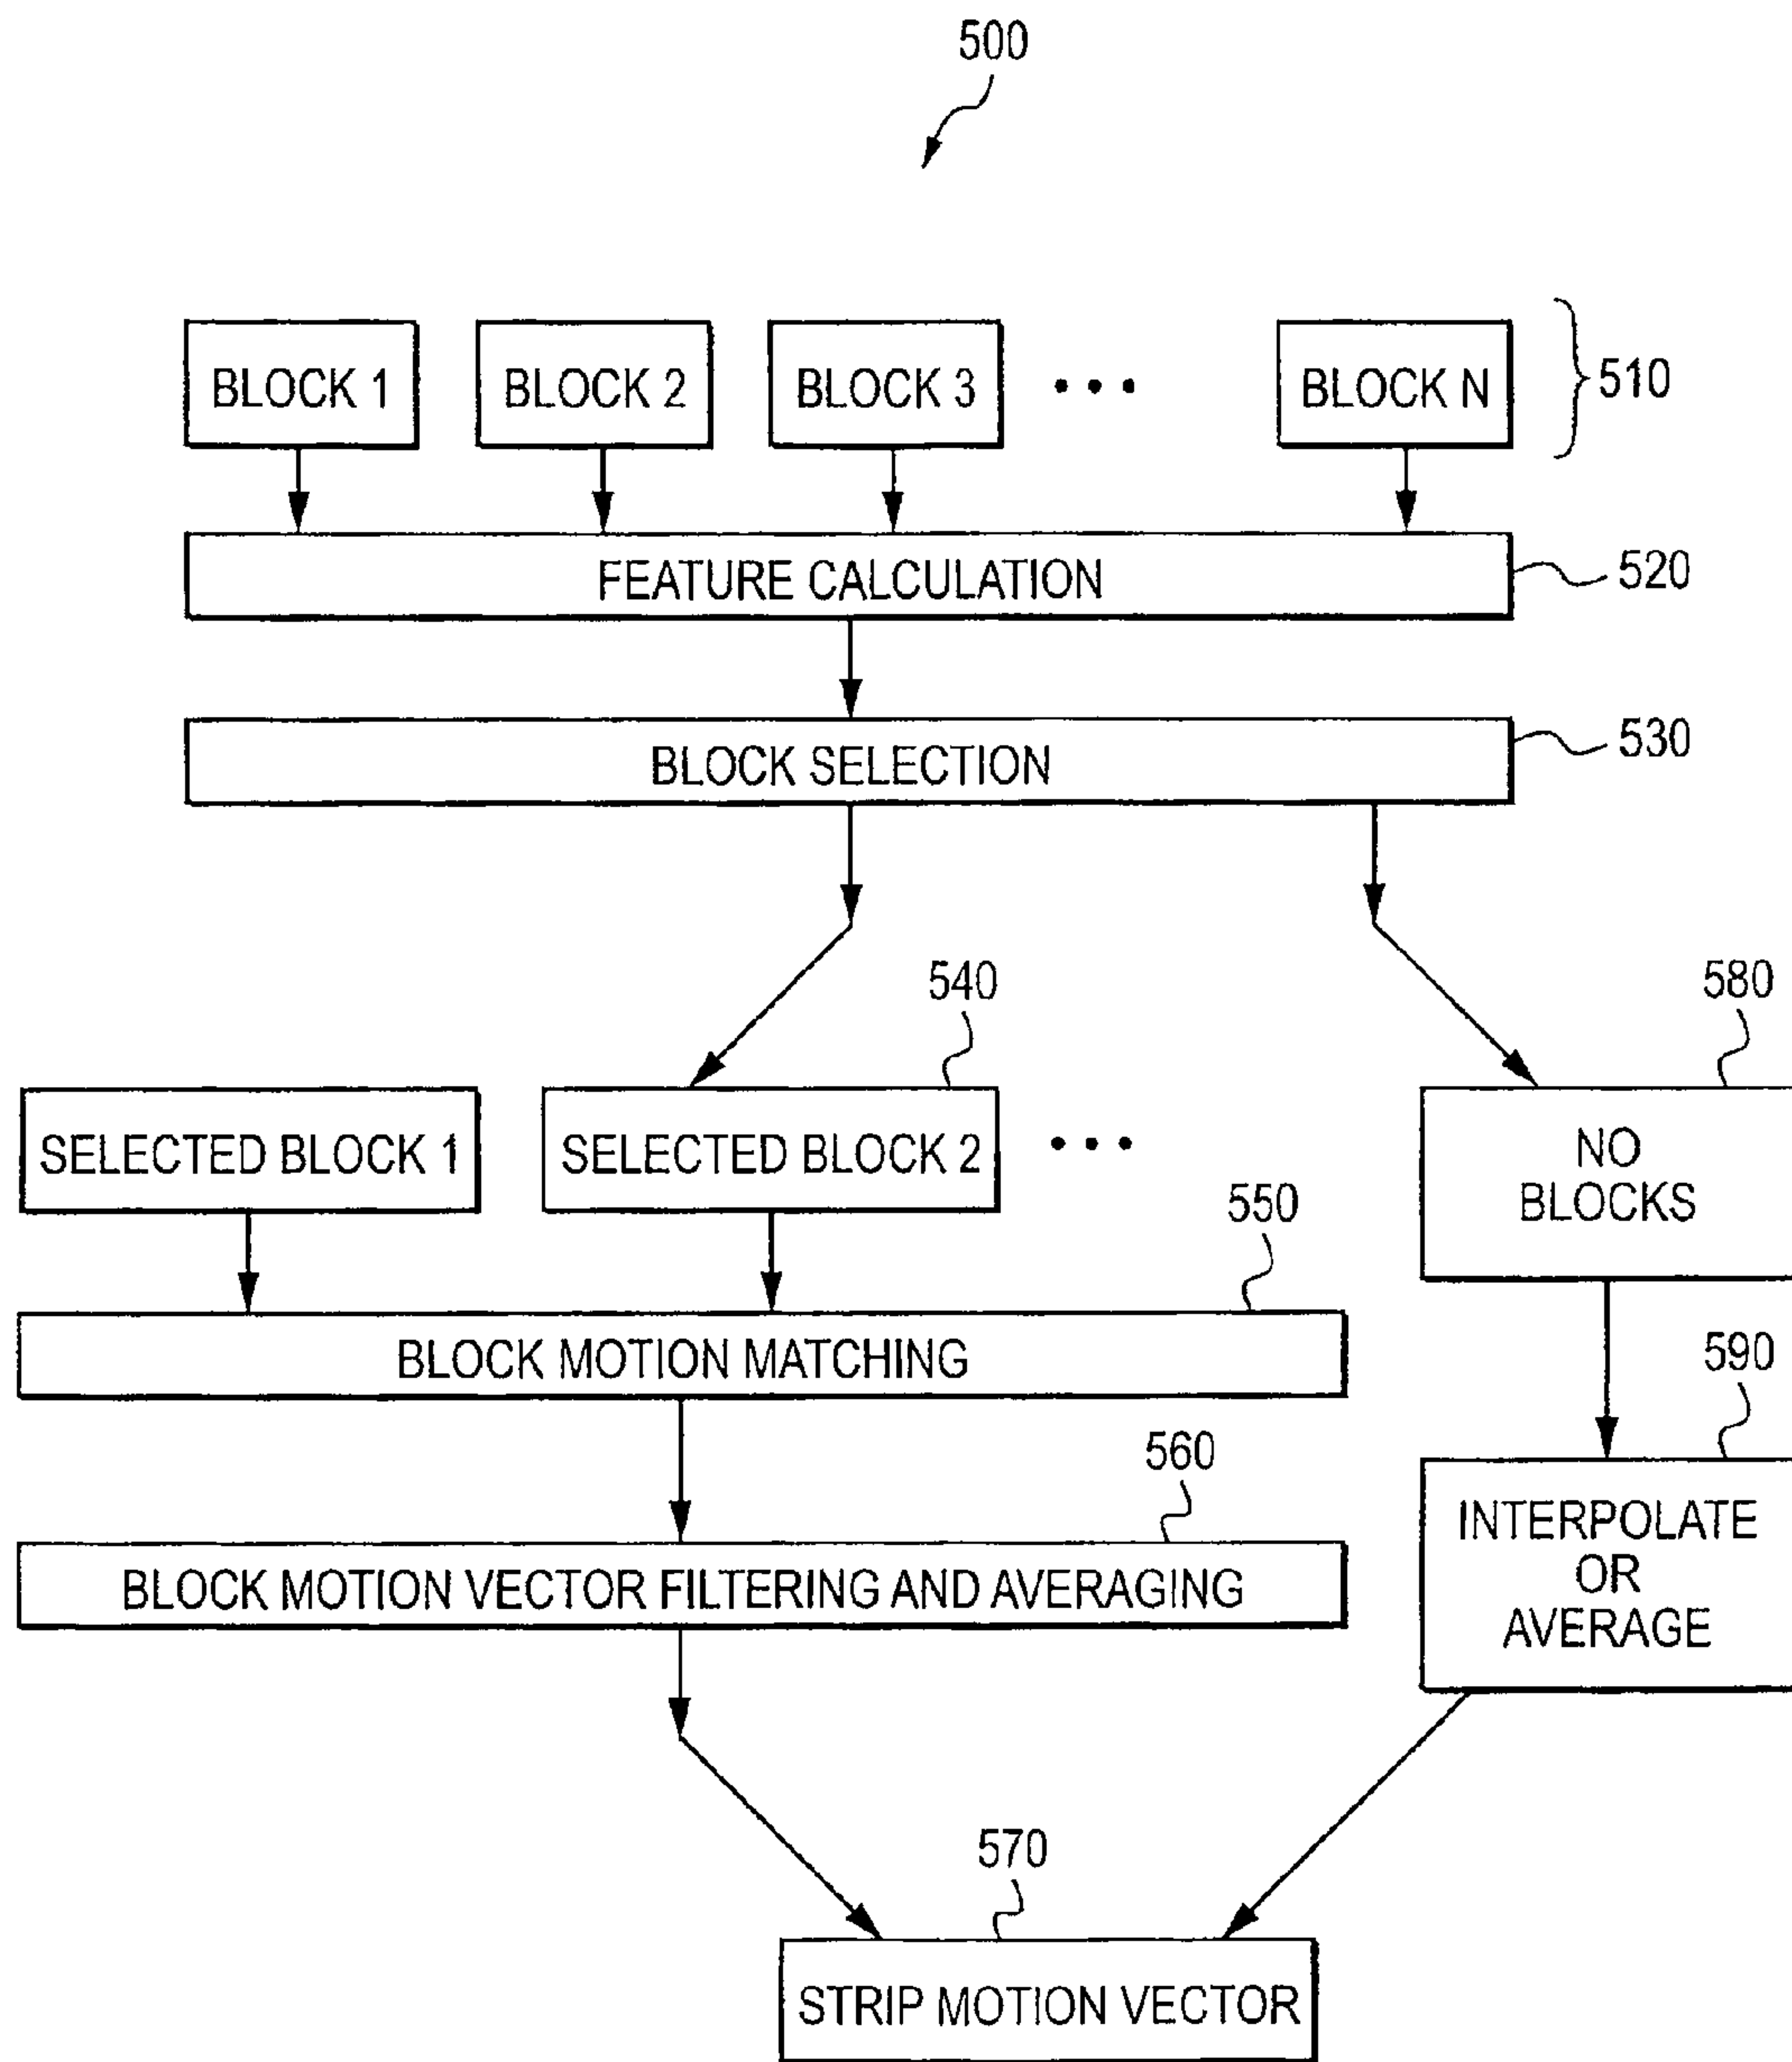 500
BLOCK 1 BLOCK 2 BLOCK 3 ••• BLOCK N 510
FEATURE CALCULATION 520
BLOCK SELECTION 530
540
580
SELECTED BLOCK 1 SELECTED BLOCK 2 •••
NO
BLOCKS
550
BLOCK MOTION MATCHING
590
560
INTERPOLATE
OR
AVERAGE
BLOCK MOTION VECTOR FILTERING AND AVERAGING
570
STRIP MOTION VECTOR